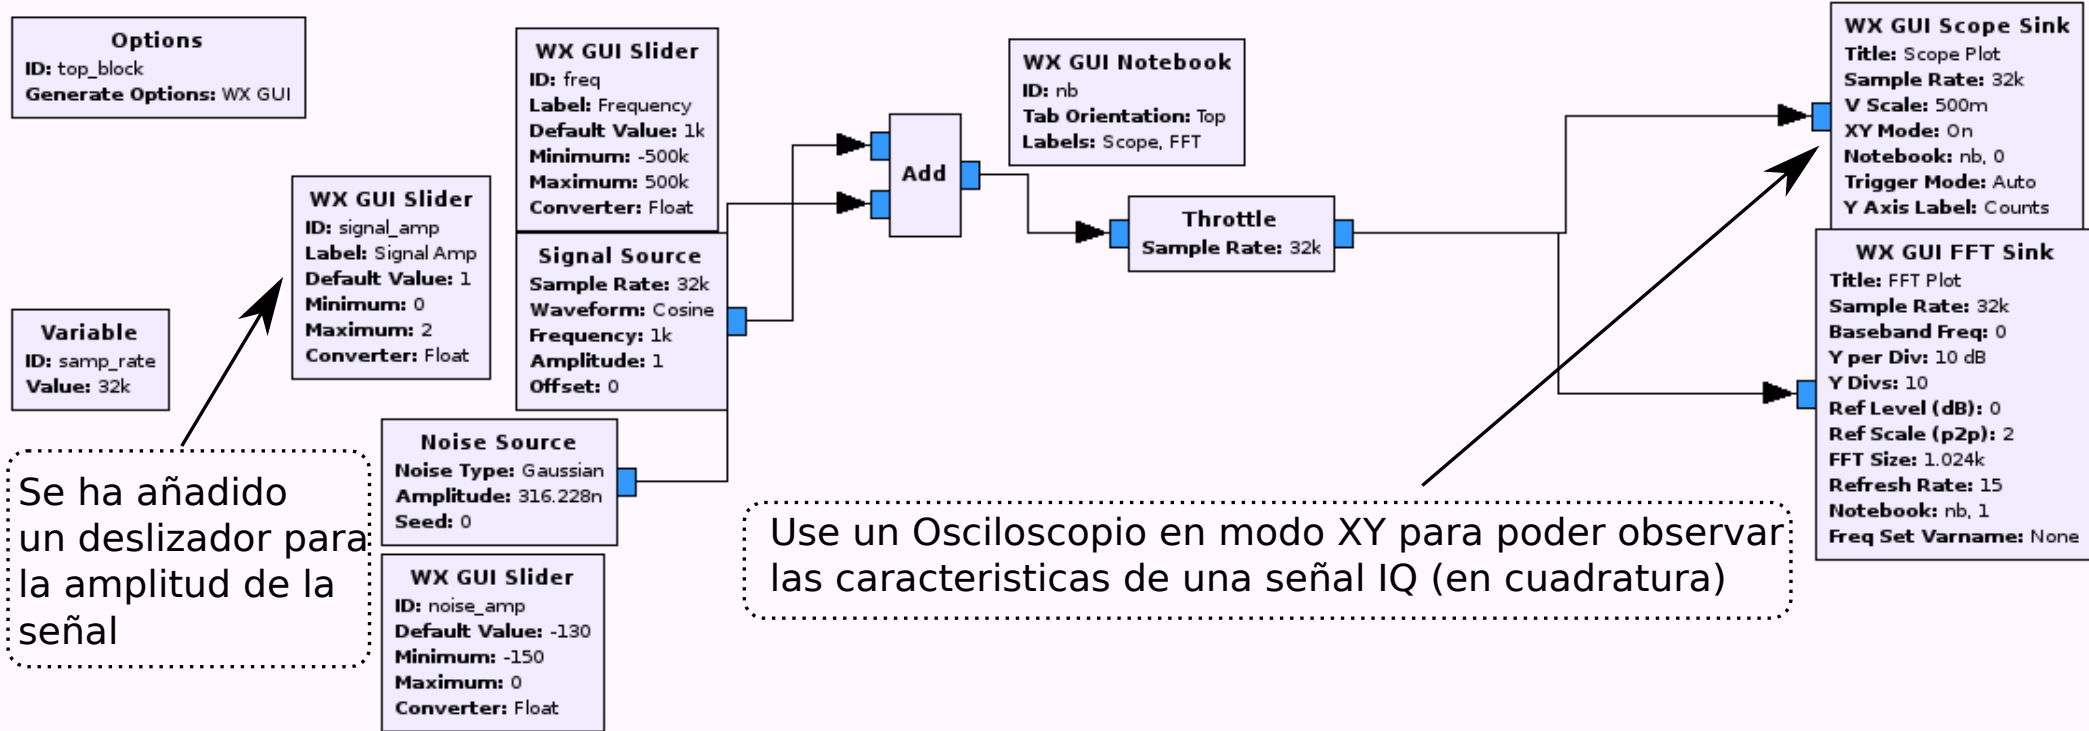 Options
ID: top_block
Generate Options: WX GUI
Variable
ID: samp_rate
Value: 32k
WX GUI Slider
ID: signal_amp
Label: Signal Amp
Default Value: 1
Minimum: 0
Maximum: 2
Converter: Float
WX GUI Slider
ID: freq
Label: Frequency
Default Value: 1k
Minimum: -500k
Maximum: 500k
Converter: Float
Signal Source
Sample Rate: 32k
Waveform: Cosine
Frequency: 1k
Amplitude: 1
Offset: 0
Noise Source
Noise Type: Gaussian
Amplitude: 316.228n
Seed: 0
WX GUI Slider
ID: noise_amp
Default Value: -130
Minimum: -150
Maximum: 0
Converter: Float
Add
WX GUI Notebook
ID: nb
Tab Orientation: Top
Labels: Scope, FFT
Throttle
Sample Rate: 32k
WX GUI Scope Sink
Title: Scope Plot
Sample Rate: 32k
V Scale: 500m
XY Mode: On
Notebook: nb, 0
Trigger Mode: Auto
Y Axis Label: Counts
WX GUI FFT Sink
Title: FFT Plot
Sample Rate: 32k
Baseband Freq: 0
Y per Div: 10 dB
Y Divs: 10
Ref Level (dB): 0
Ref Scale (p2p): 2
FFT Size: 1.024k
Refresh Rate: 15
Notebook: nb, 1
Freq Set Varname: None
Se ha añadido
un deslizador para
la amplitud de la
señal
Use un Osciloscopio en modo XY para poder observar
las caracteristicas de una señal IQ (en cuadratura)